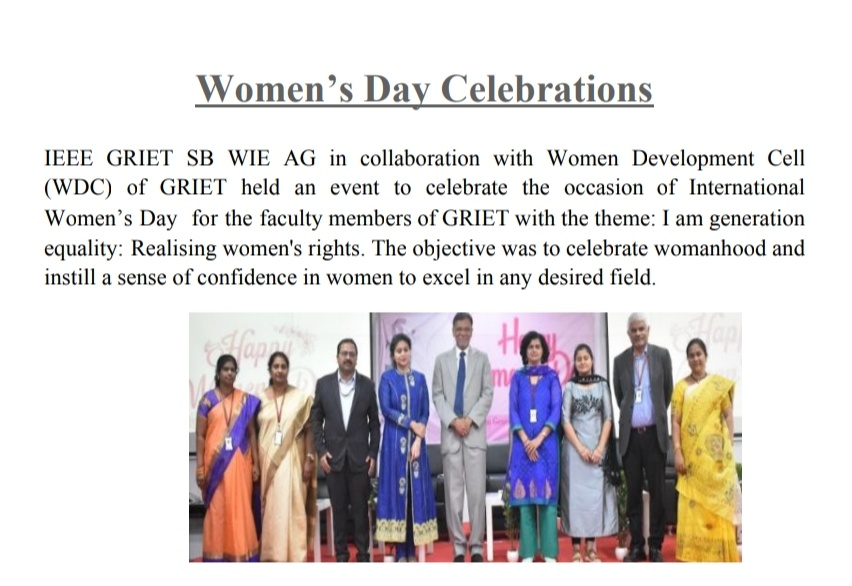 Women’s Day Celebrations
IEEE GRIET SB WIE AG in collaboration with Women Development Cell
(WDC) of GRIET held an event to celebrate the occasion of International
Women’s Day for the faculty members of GRIET with the theme: I am generation
equality: Realising women's rights. The objective was to celebrate womanhood and
instill a sense of confidence in women to excel in any desired field.
Happy
Happy
Hap